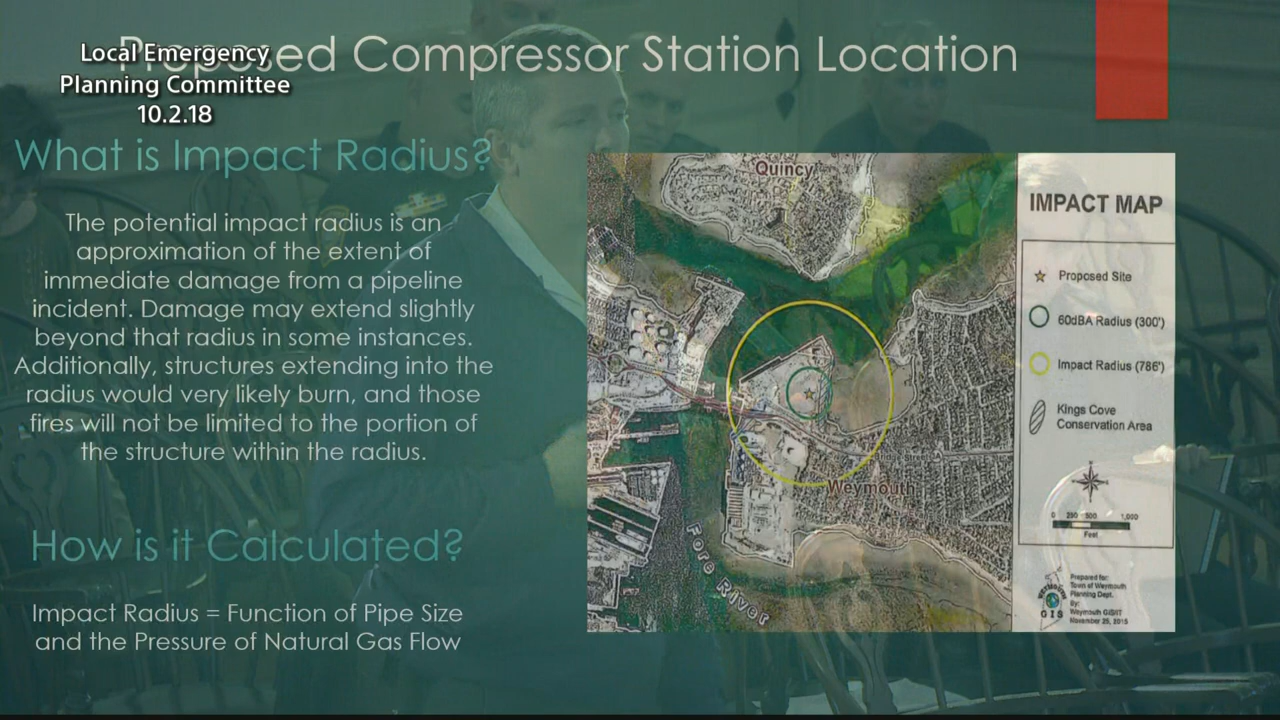 Proposed Compressor Station Location
Local Emergency
Planning Committee
10.2.18
What is Impact Radius?
The potential impact radius is an
approximation of the extent of
immediate damage from a pipeline
incident. Damage may extend slightly
beyond that radius in some instances.
Additionally, structures extending into the
radius would very likely burn, and those
fires will not be limited to the portion of
the structure within the radius.
How is it Calculated?
Impact Radius = Function of Pipe Size
and the Pressure of Natural Gas Flow
Quincy
Weymouth
Fore River
IMPACT MAP
Proposed Site
60dBA Radius (300')
Impact Radius (786')
Kings Cove
Conservation Area
0 250 500 1,000
Feet
Prepared for:
Town of Weymouth
Planning Dept.
By:
Weymouth GIS/IT
November 25, 2015
GIS